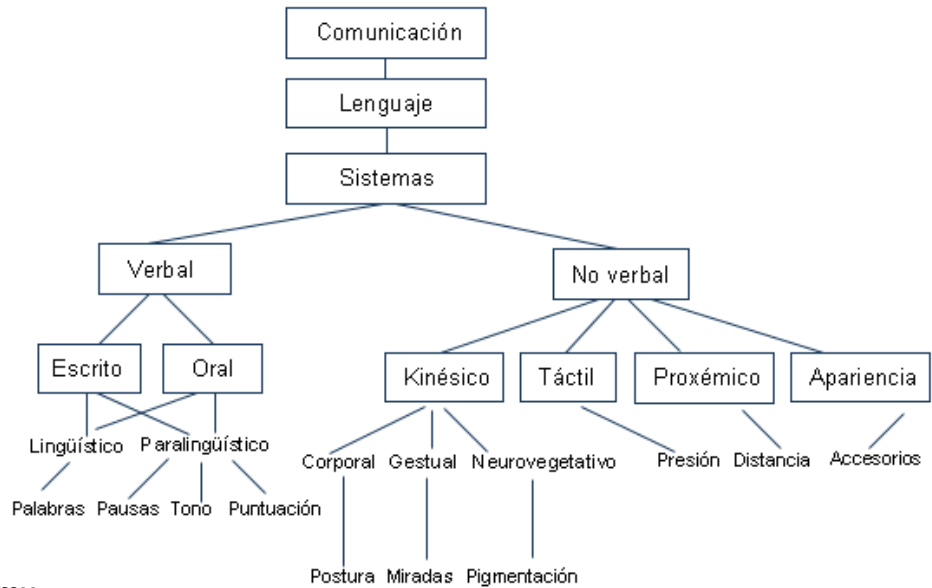 Comunicación
Lenguaje
Sistemas
Verbal
No verbal
Escrito
Oral
Kinésico
Táctil
Proxémico
Apariencia
Lingüístico
Paralingüístico
Corporal
Gestual
Neurovegetativo
Presión
Distancia
Accesorios
Palabras
Pausas
Tono
Puntuación
Postura
Miradas
Pigmentación